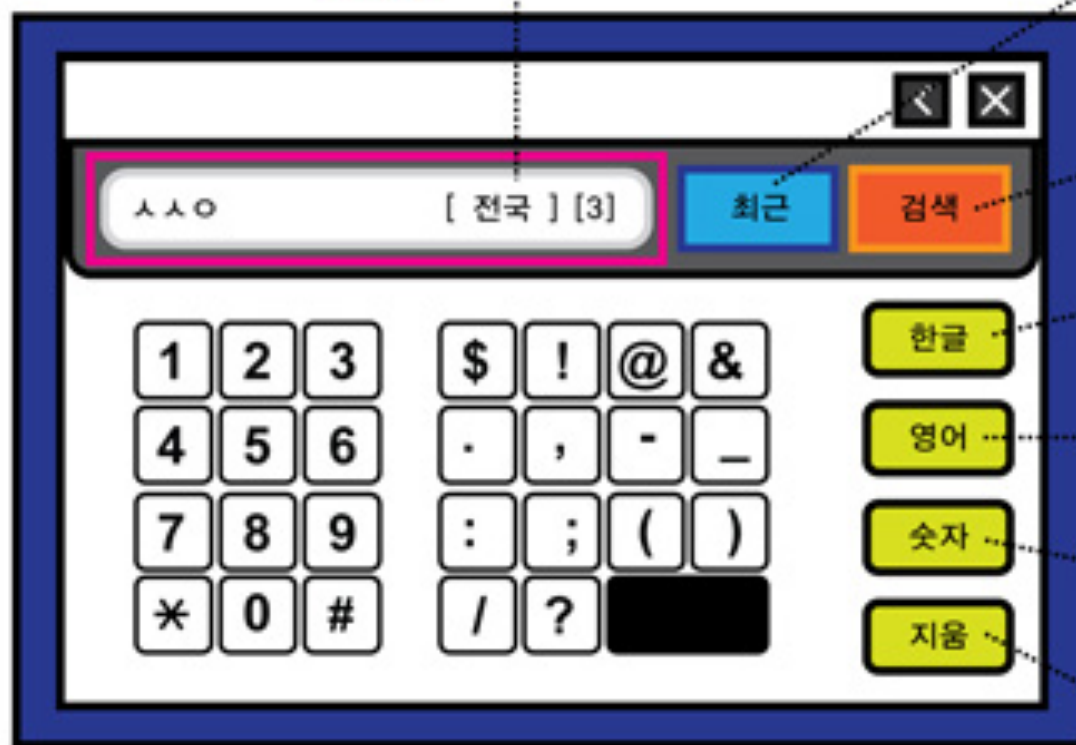 ㅅㅅㅇ [ 전국 ] [3] 최근 검색
1 2 3 $ ! @ & 한글
4 5 6 . , - _ 영어
7 8 9 : ; ( ) 숫자
* 0 # / ? 지움